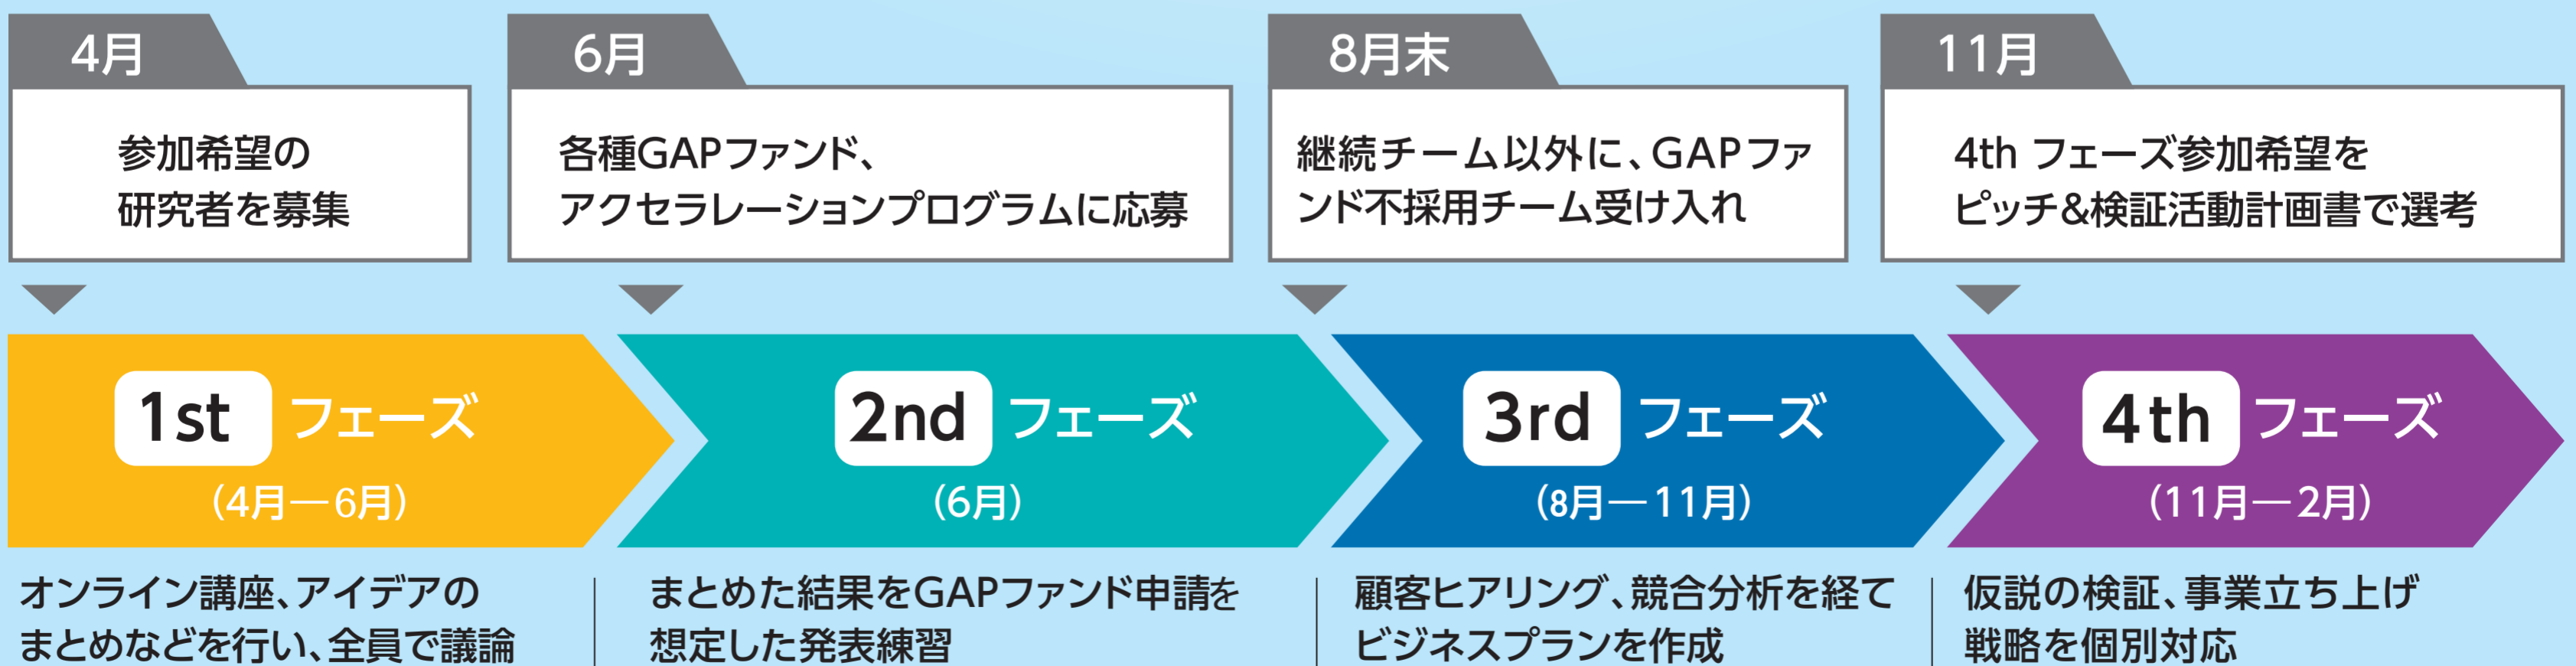 4月
参加希望の
研究者を募集
6月
各種GAPファンド、
アクセラレーションプログラムに応募
8月末
継続チーム以外に、GAPファ
ンド不採用チーム受け入れ
11月
4th フェーズ参加希望を
ピッチ&検証活動計画書で選考
1st フェーズ
(4月―6月)
2nd フェーズ
(6月)
3rd フェーズ
(8月―11月)
4th フェーズ
(11月―2月)
オンライン講座、アイデアの
まとめなどを行い、全員で議論
まとめた結果をGAPファンド申請を
想定した発表練習
顧客ヒアリング、競合分析を経て
ビジネスプランを作成
仮説の検証、事業立ち上げ
戦略を個別対応